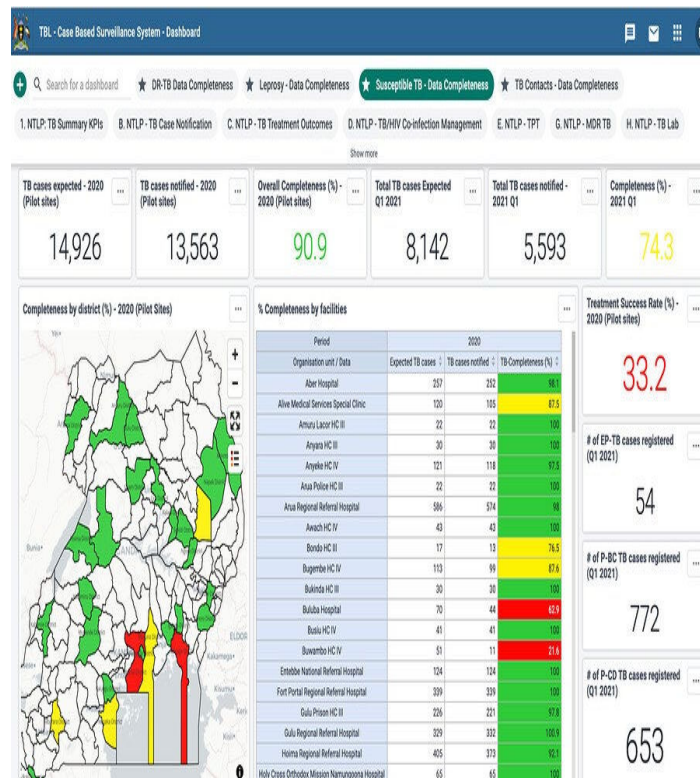 TBL - Case Based Surveillance System - Dashboard
Search for a dashboard
DR-TB Data Completeness
Leprosy - Data Completeness
Susceptible TB - Data Completeness
TB Contacts - Data Completeness
1. NTLP: TB Summary KPIs
B. NTLP - TB Case Notification
C. NTLP - TB Treatment Outcomes
D. NTLP - TB/HIV Co-infection Management
E. NTLP - TPT
G. NTLP - MDR TB
H. NTLP - TB Lab
Show more
TB cases expected - 2020
(Pilot sites)
14,926
TB cases notified - 2020
(Pilot sites)
13,563
Overall Completeness (%) -
2020 (Pilot sites)
90.9
Total TB cases Expected
Q1 2021
8,142
Total TB cases notified -
2021 Q1
5,593
Completeness (%) -
2021 Q1
74.3
Completeness by district (%) - 2020 (Pilot Sites)
Bunia
ELDOR
Kakamega
Kisumu
Kisii
% Completeness by facilities
Period 2020
Organisation unit / Data Expected TB cases TB cases notified TB-Completeness (%)
Aber Hospital 257 252 98.1
Alive Medical Services Special Clinic 120 105 87.5
Amuru Lacor HC III 22 22 100
Anyara HC III 30 30 100
Anyeke HC IV 121 118 97.5
Arua Police HC III 22 22 100
Arua Regional Referral Hospital 586 574 98
Awach HC IV 43 43 100
Bondo HC III 17 13 76.5
Bugembe HC IV 113 99 87.6
Bukinda HC III 30 30 100
Buluba Hospital 70 44 62.9
Busiu HC IV 41 41 100
Buwambo HC IV 51 11 21.6
Entebbe National Referral Hospital 124 124 100
Fort Portal Regional Referral Hospital 339 339 100
Gulu Prison HC III 226 221 97.8
Gulu Regional Referral Hospital 329 332 100.9
Hoima Regional Referral Hospital 405 373 92.1
Holy Cross Orthodox Mission Namungoona Hospital 65 65 100
Treatment Success Rate (%) -
2020 (Pilot sites)
33.2
# of EP-TB cases registered
(Q1 2021)
54
# of P-BC TB cases registered
(Q1 2021)
772
# of P-CD TB cases registered
(Q1 2021)
653